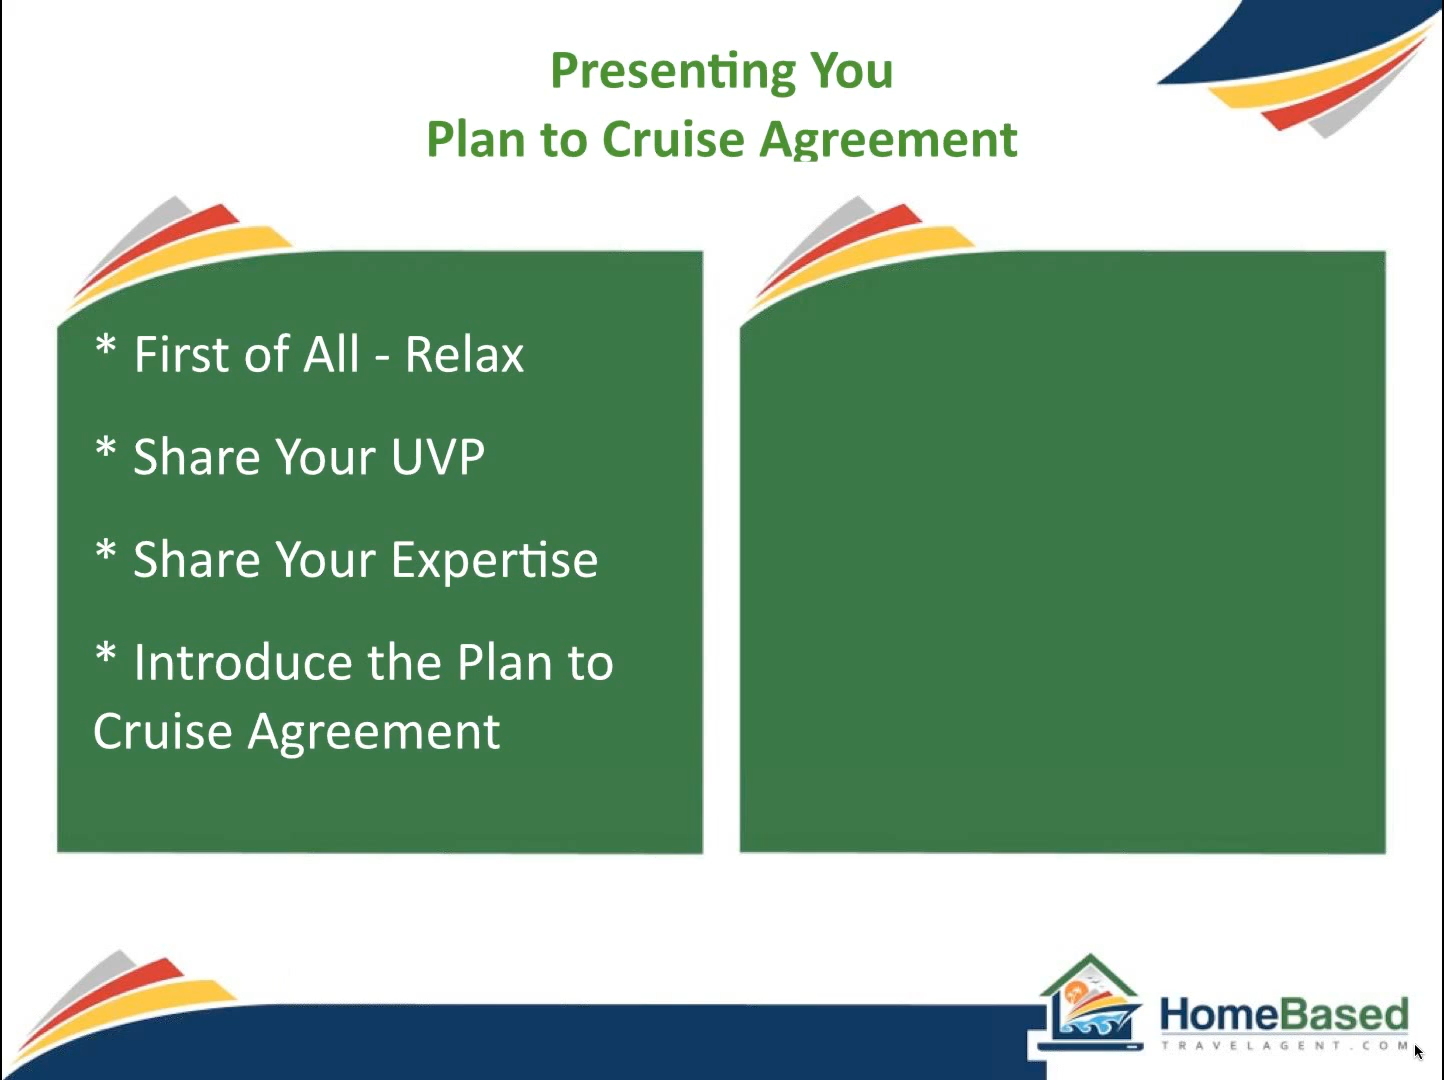 Presenting You
Plan to Cruise Agreement
* First of All - Relax
* Share Your UVP
* Share Your Expertise
* Introduce the Plan to
Cruise Agreement
HomeBased
TRAVELAGENT.COM